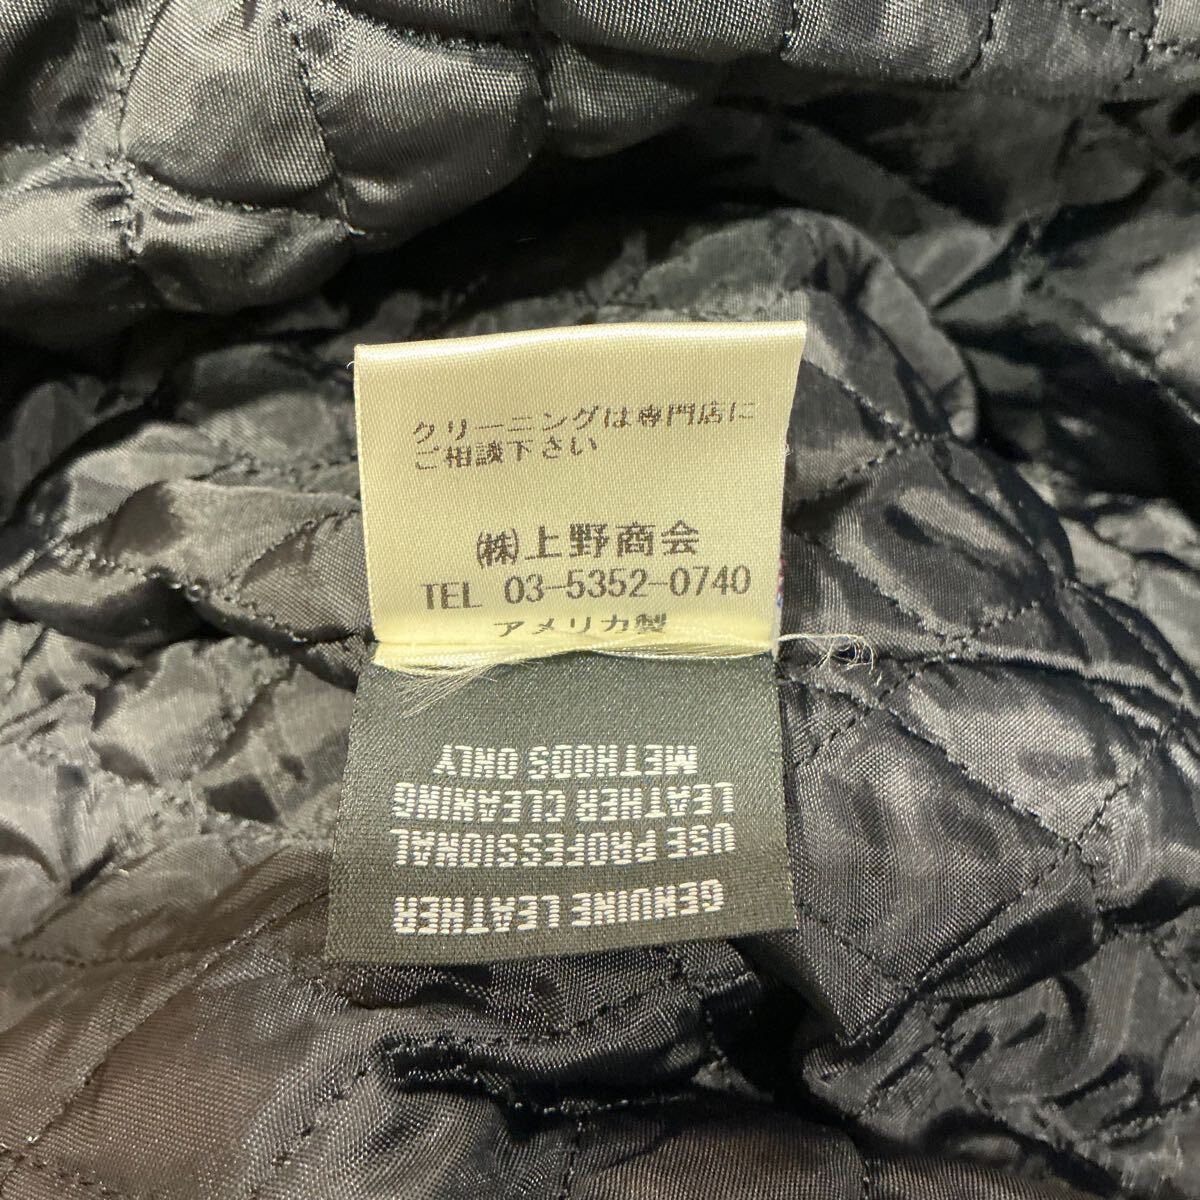 クリーニングは専門店に
ご相談下さい
㈱上野商会
TEL 03-5352-0740
アメリカ製
GENUINE LEATHER
USE PROFESSIONAL
LEATHER CLEANING
METHODS ONLY